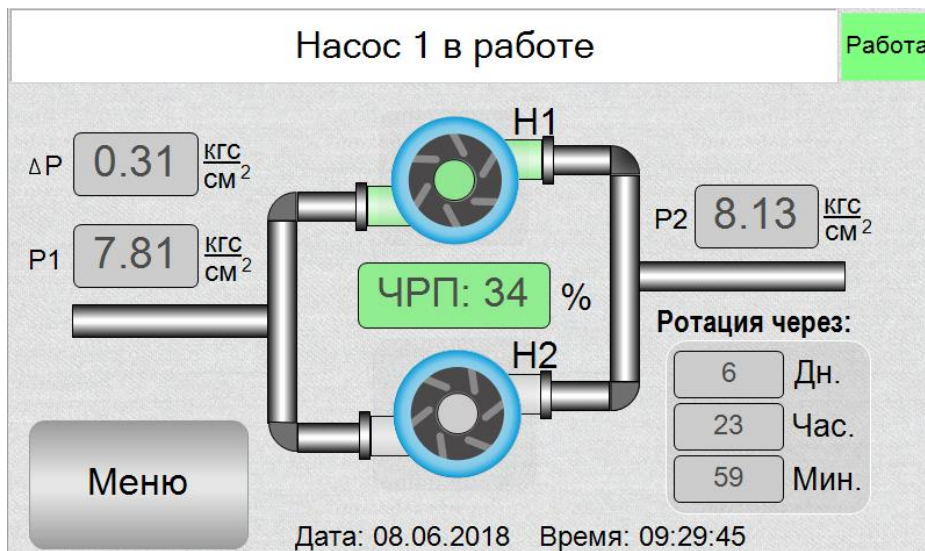 Насос 1 в работе
Работа
ΔP 0.31 кгс/см²
P1 7.81 кгс/см²
H1
P2 8.13 кгс/см²
ЧРП: 34 %
H2
Ротация через:
6 Дн.
23 Час.
59 Мин.
Меню
Дата: 08.06.2018 Время: 09:29:45